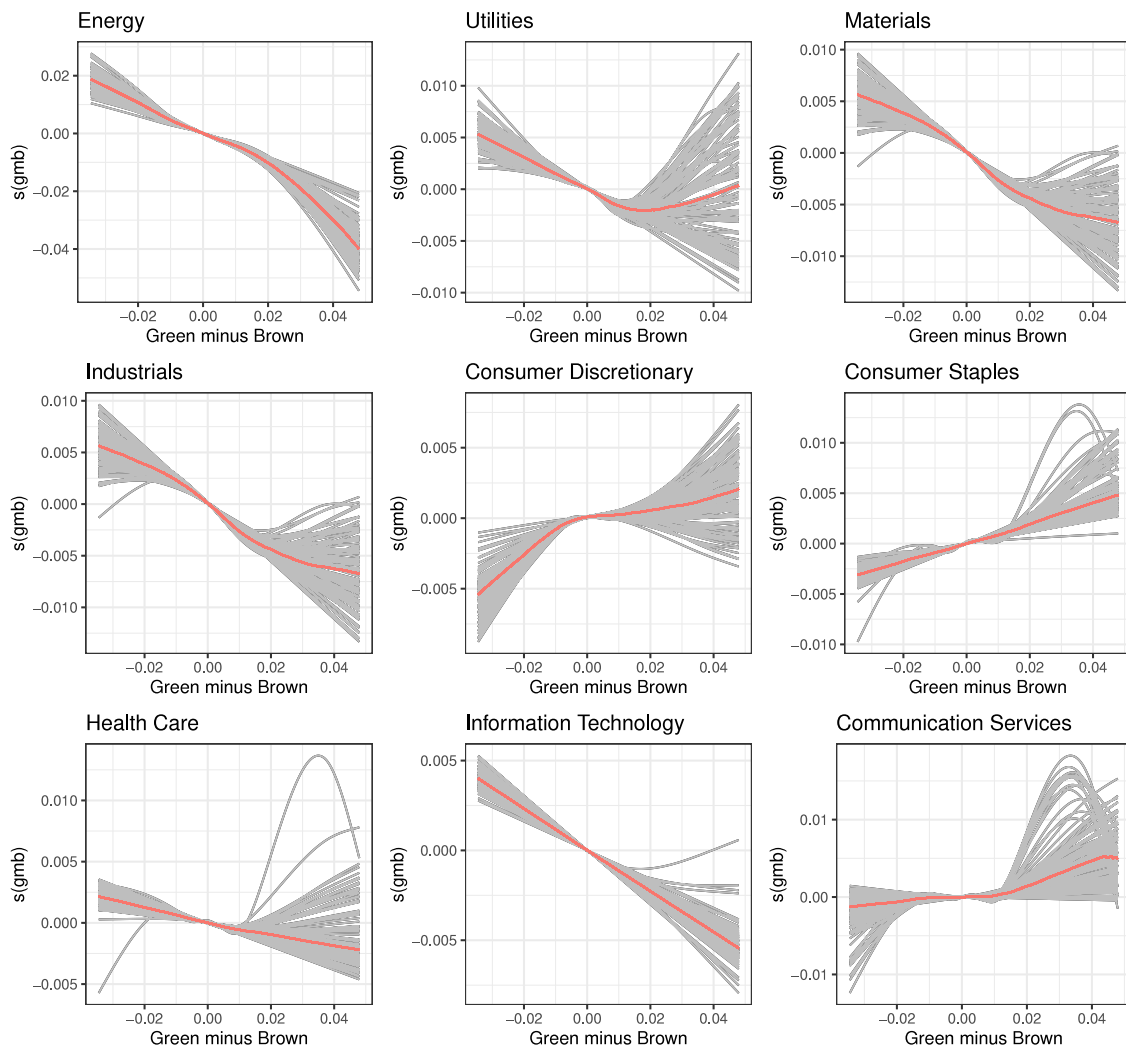 Energy
s(gmb)
0.02
0.00
−0.02
−0.04
−0.02 0.00 0.02 0.04
Green minus Brown
Utilities
s(gmb)
0.010
0.005
0.000
−0.005
−0.010
−0.02 0.00 0.02 0.04
Green minus Brown
Materials
s(gmb)
0.010
0.005
0.000
−0.005
−0.010
−0.02 0.00 0.02 0.04
Green minus Brown
Industrials
s(gmb)
0.010
0.005
0.000
−0.005
−0.010
−0.02 0.00 0.02 0.04
Green minus Brown
Consumer Discretionary
s(gmb)
0.005
0.000
−0.005
−0.02 0.00 0.02 0.04
Green minus Brown
Consumer Staples
s(gmb)
0.010
0.005
0.000
−0.005
−0.010
−0.02 0.00 0.02 0.04
Green minus Brown
Health Care
s(gmb)
0.010
0.005
0.000
−0.005
−0.02 0.00 0.02 0.04
Green minus Brown
Information Technology
s(gmb)
0.005
0.000
−0.005
−0.02 0.00 0.02 0.04
Green minus Brown
Communication Services
s(gmb)
0.01
0.00
−0.01
−0.02 0.00 0.02 0.04
Green minus Brown